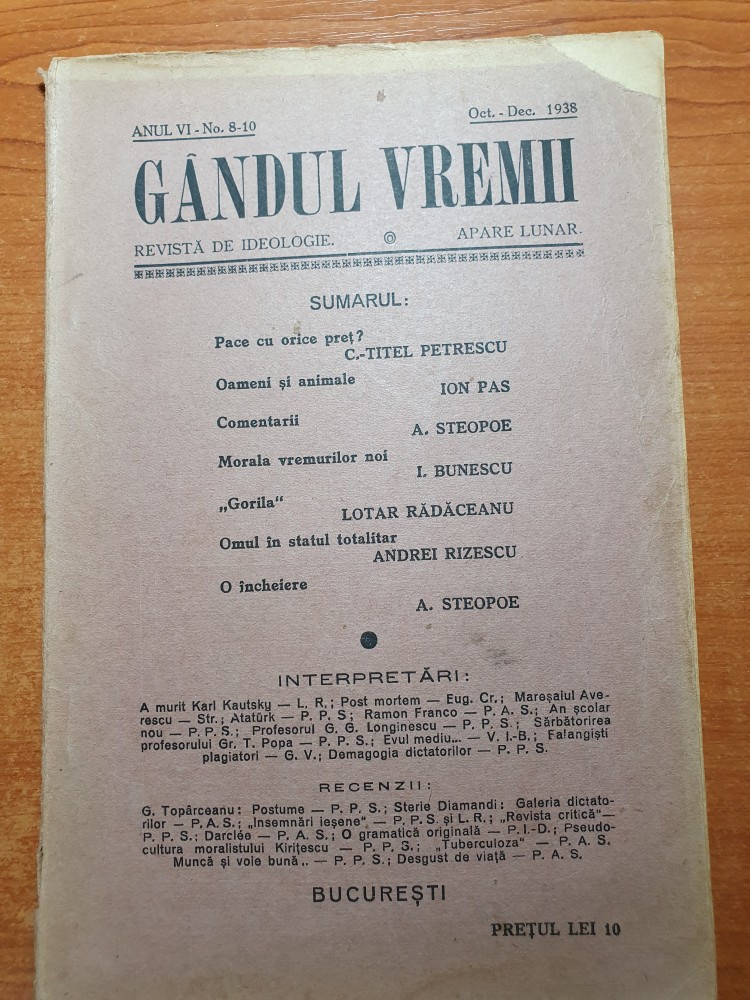 ANUL VI - No. 8-10
Oct. - Dec. 1938
GÂNDUL VREMII
REVISTĂ DE IDEOLOGIE.
APARE LUNAR.
SUMARUL:
Pace cu orice preț?
C.-TITEL PETRESCU
Oameni și animale
ION PAS
Comentarii
A. STEOPOE
Morala vremurilor noi
I. BUNESCU
„Gorila“
LOTAR RĂDĂCEANU
Omul în statul totalitar
ANDREI RIZESCU
O încheiere
A. STEOPOE
INTERPRETĂRI:
A murit Karl Kautsky — L. R.; Post mortem — Eug. Cr.; Mareșalul Ave-
rescu — Str.; Atatürk — P. P. S; Ramon Franco — P. A. S.; An școlar
nou — P. P. S.; Profesorul G. G. Longinescu — P. P. S.; Sărbătorirea
profesorului Gr. T. Popa — P. P. S.; Evul mediu... — V. I.-B.; Falangiști
plagiatori — G. V.; Demagogia dictatorilor — P. P. S.
RECENZII:
G. Topârceanu: Postume — P. P. S.; Sterie Diamandi: Galeria dictato-
rilor — P. A. S.; „Insemnări ieșene“ — P. P. S. și L. R.; „Revista critică“—
P. P. S.; Darclée — P. A. S.; O gramatică originală — P. I.-D.; Pseudo-
cultura moralistului Kirițescu — P. P. S.; „Tuberculoza“ — P. A. S.
Muncă și voie bună.. — P. P. S.; Desgust de viață — P. A. S.
BUCUREȘTI
PREȚUL LEI 10